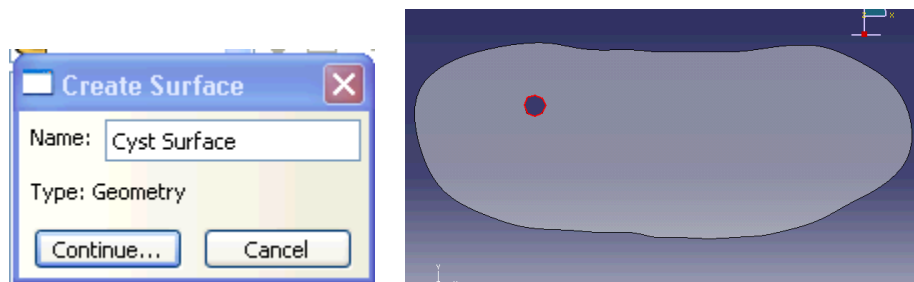 Create Surface
Name: Cyst Surface
Type: Geometry
Continue... Cancel
x
Y